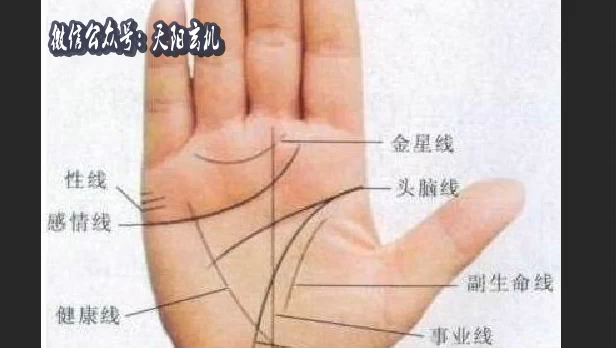 微信公众号：天阳玄机
金星线
性线
头脑线
感情线
副生命线
健康线
事业线